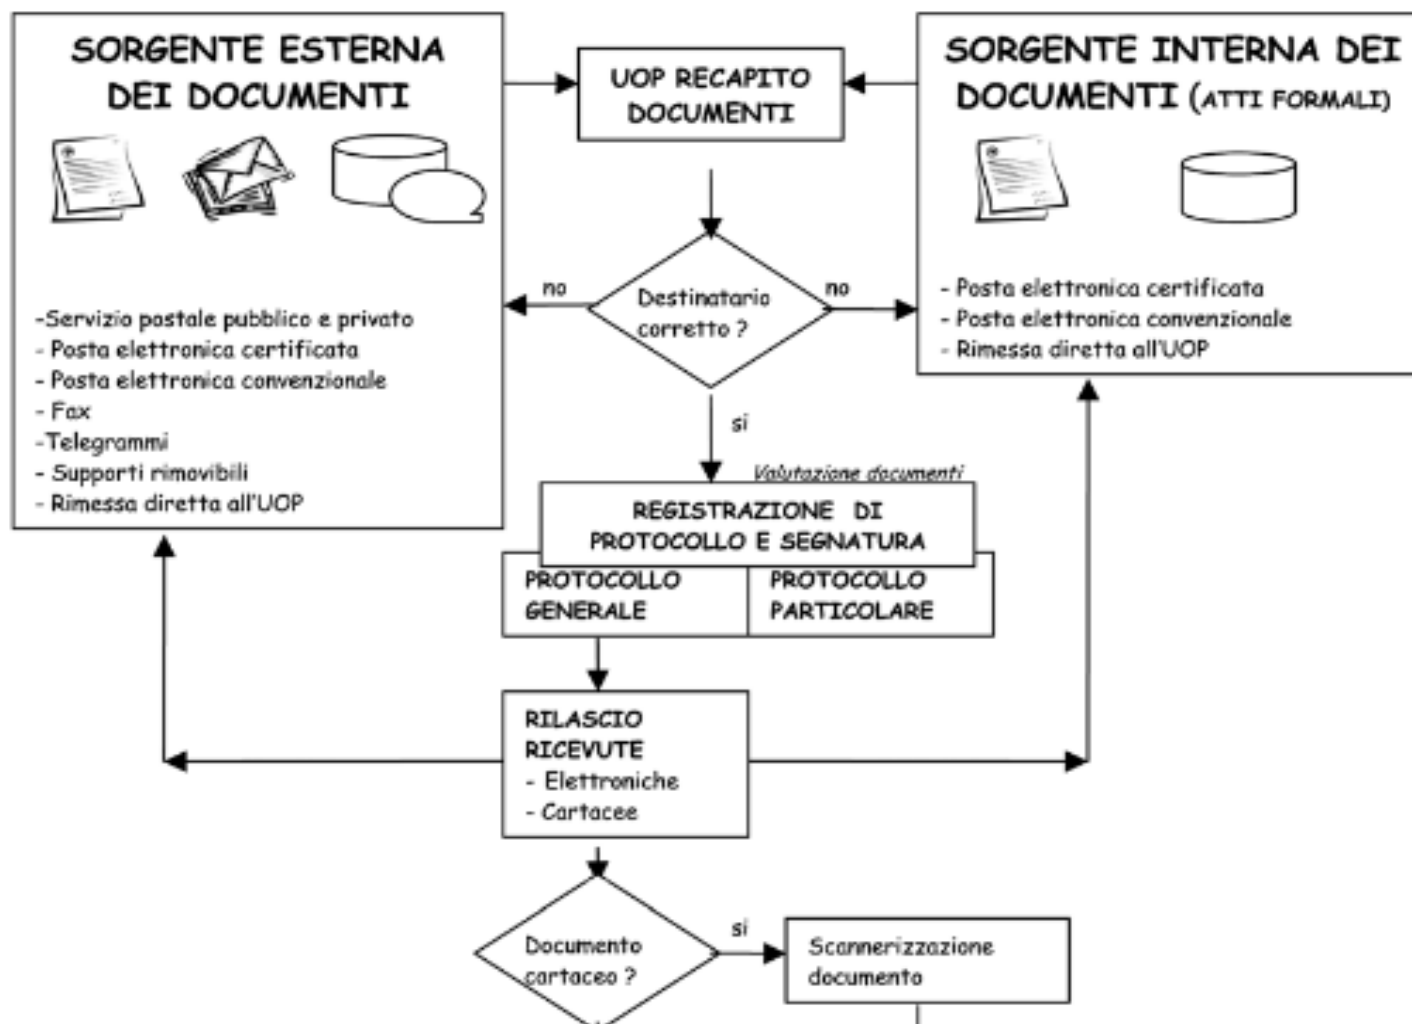 SORGENTE ESTERNA
DEI DOCUMENTI
-Servizio postale pubblico e privato
- Posta elettronica certificata
- Posta elettronica convenzionale
- Fax
-Telegrammi
- Supporti rimovibili
- Rimessa diretta all'UOP
UOP RECAPITO
DOCUMENTI
SORGENTE INTERNA DEI
DOCUMENTI (ATTI FORMALI)
- Posta elettronica certificata
- Posta elettronica convenzionale
- Rimessa diretta all'UOP
no
Destinatario
corretto ?
no
si
Valutazione documenti
REGISTRAZIONE DI
PROTOCOLLO E SEGNATURA
PROTOCOLLO
GENERALE
PROTOCOLLO
PARTICOLARE
RILASCIO
RICEVUTE
- Elettroniche
- Cartacee
Documento
cartaceo ?
si
Scannerizzazione
documento